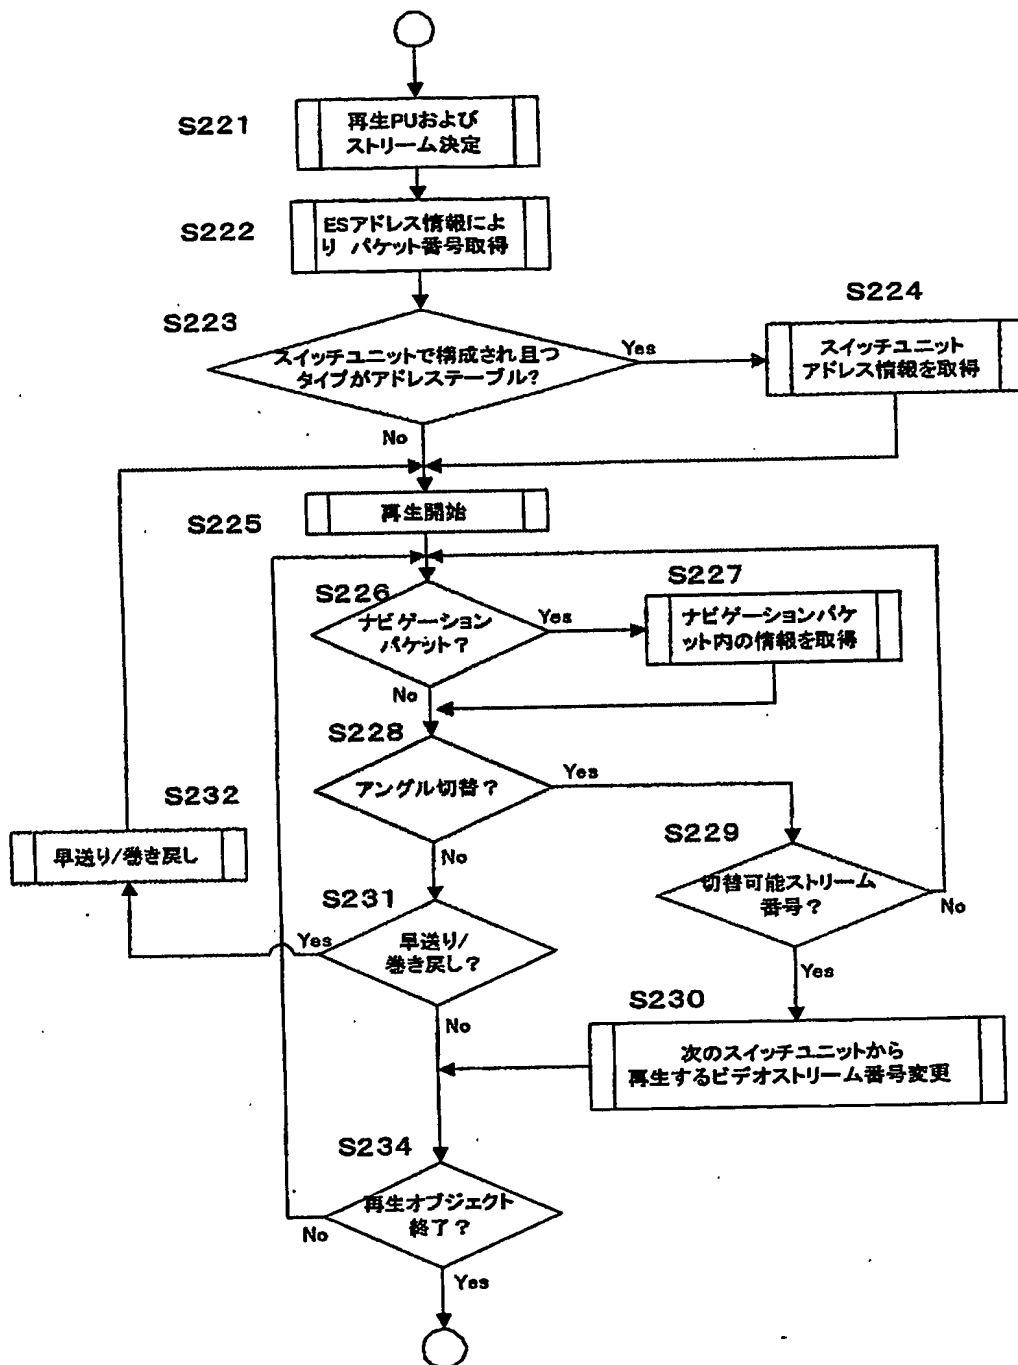 S221
再生PUおよび
ストリーム決定
S222
ESアドレス情報によ
り パケット番号取得
S223
スイッチユニットで構成され且つ
タイプがアドレステーブル?
Yes
No
S224
スイッチユニット
アドレス情報を取得
S225
再生開始
S226
ナビゲーション
パケット?
Yes
No
S227
ナビゲーションパケ
ット内の情報を取得
S228
アングル切替?
Yes
No
S229
切替可能ストリーム
番号?
No
Yes
S230
次のスイッチユニットから
再生するビデオストリーム番号変更
S231
早送り/
巻き戻し?
Yes
No
S232
早送り/巻き戻し
S234
再生オブジェクト
終了?
No
Yes